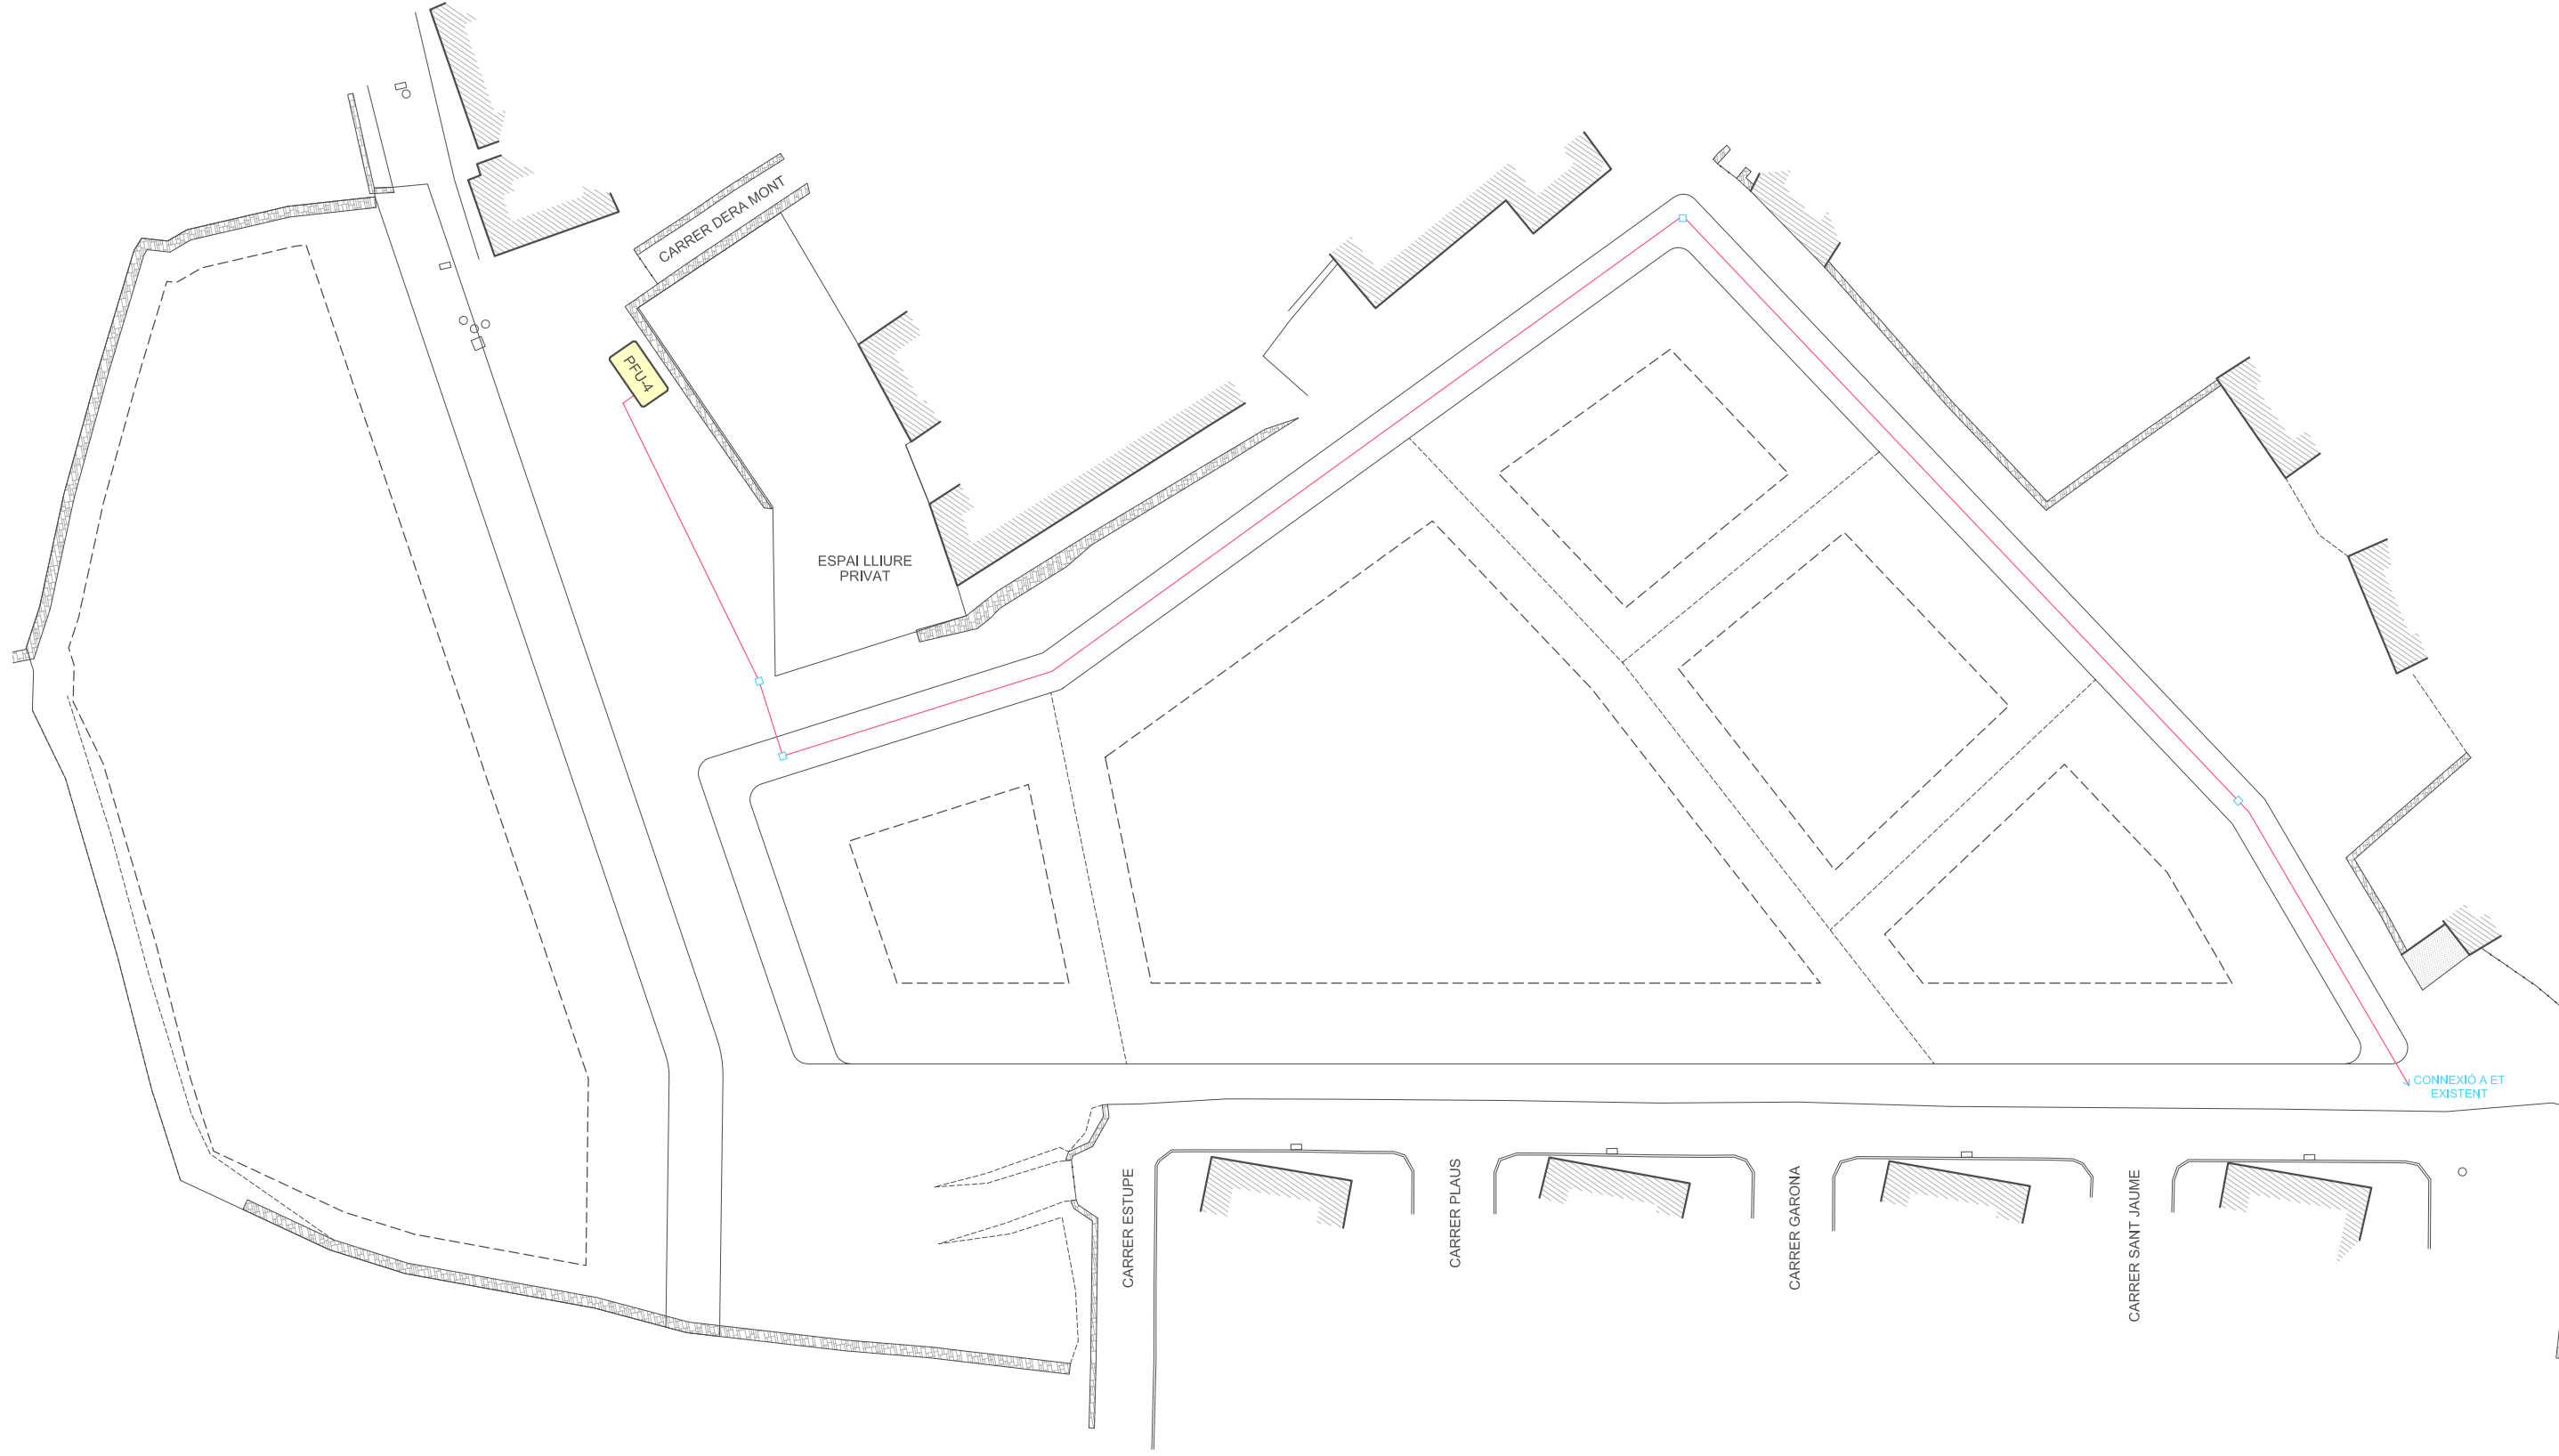 CARRER DERA MONT
PFU-4
ESPAI LLIURE
PRIVAT
CONNEXIÓ A ET
EXISTENT
CARRER ESTUPE
CARRER PLAUS
CARRER GARONA
CARRER SANT JAUME